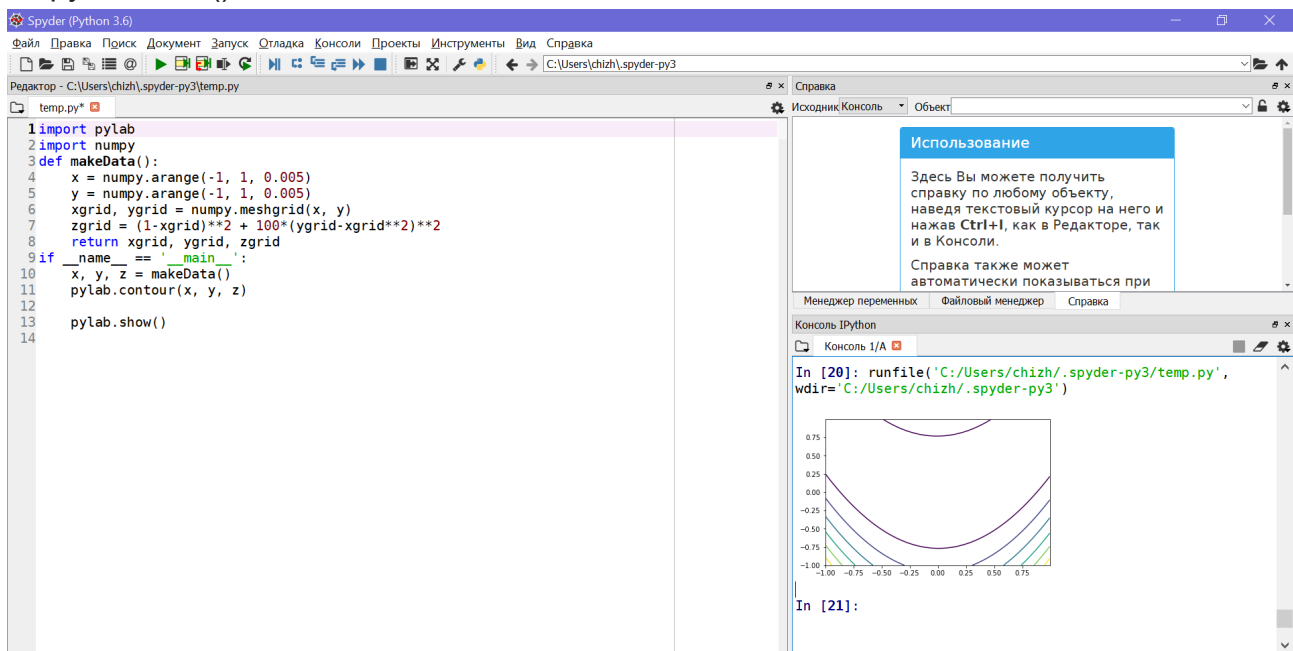 Spyder (Python 3.6)
Файл Правка Поиск Документ Запуск Отладка Консоли Проекты Инструменты Вид Справка
C:\Users\chizh\.spyder-py3
Редактор - C:\Users\chizh\.spyder-py3\temp.py
temp.py*
1 import pylab
2 import numpy
3 def makeData():
4     x = numpy.arange(-1, 1, 0.005)
5     y = numpy.arange(-1, 1, 0.005)
6     xgrid, ygrid = numpy.meshgrid(x, y)
7     zgrid = (1-xgrid)**2 + 100*(ygrid-xgrid**2)**2
8     return xgrid, ygrid, zgrid
9 if __name__ == '__main__':
10     x, y, z = makeData()
11     pylab.contour(x, y, z)
12
13     pylab.show()
14
Справка
Исходник Консоль Объект
Использование
Здесь Вы можете получить
справку по любому объекту,
наведя текстовый курсор на него и
нажав Ctrl+I, как в Редакторе, так
и в Консоли.
Справка также может
автоматически показываться при
Менеджер переменных Файловый менеджер Справка
Консоль IPython
Консоль 1/A
In [20]: runfile('C:/Users/chizh/.spyder-py3/temp.py',
wdir='C:/Users/chizh/.spyder-py3')
0.75
0.50
0.25
0.00
−0.25
−0.50
−0.75
−1.00
−1.00 −0.75 −0.50 −0.25 0.00 0.25 0.50 0.75
In [21]: